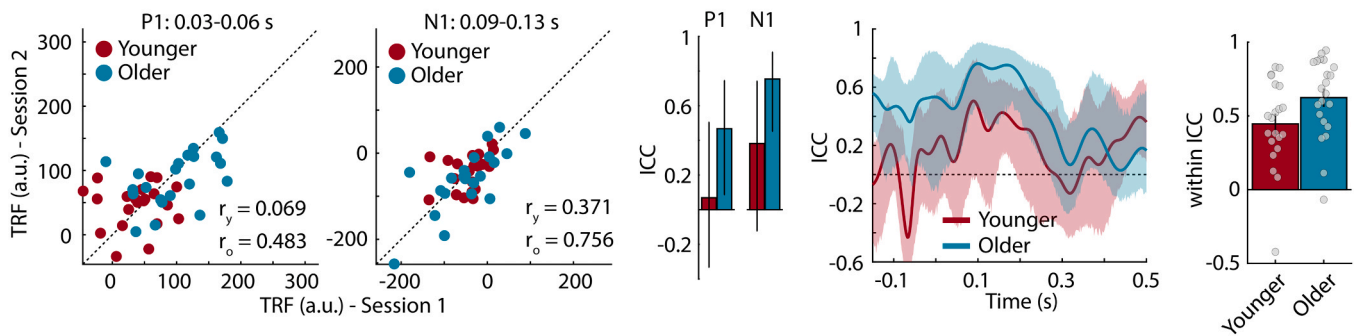 P1: 0.03-0.06 s
300
200
100
0
TRF (a.u.) - Session 2
Younger
Older
r_y = 0.069
r_o = 0.483
0 100 200 300
N1: 0.09-0.13 s
200
0
-200
Younger
Older
r_y = 0.371
r_o = 0.756
-200 0 200
TRF (a.u.) - Session 1
P1 N1
1
0.6
0.2
-0.2
ICC
1
0.6
0.2
-0.2
-0.6
ICC
Younger
Older
-0.1 0.1 0.3 0.5
Time (s)
1
0.5
0
-0.5
within ICC
Younger
Older